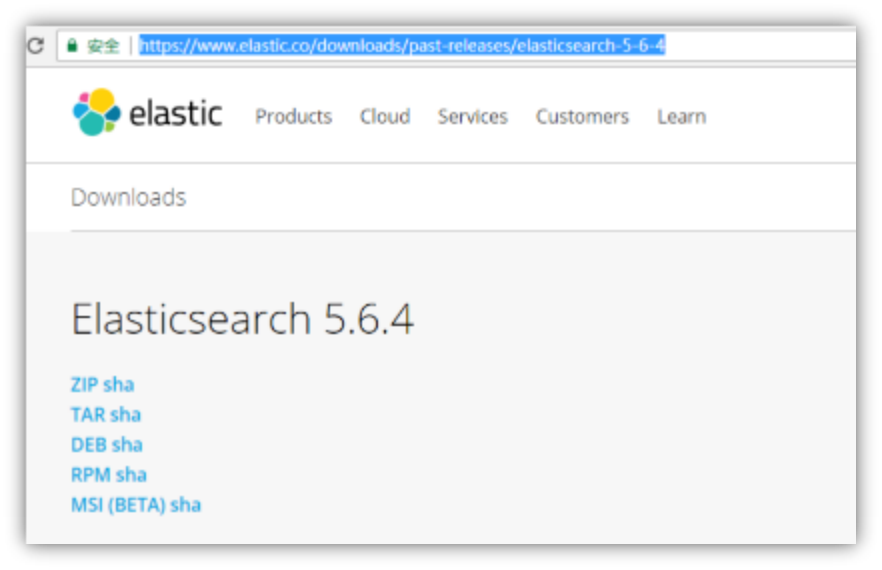 安全 | https://www.elastic.co/downloads/past-releases/elasticsearch-5-6-4
elastic Products Cloud Services Customers Learn
Downloads
Elasticsearch 5.6.4
ZIP sha
TAR sha
DEB sha
RPM sha
MSI (BETA) sha